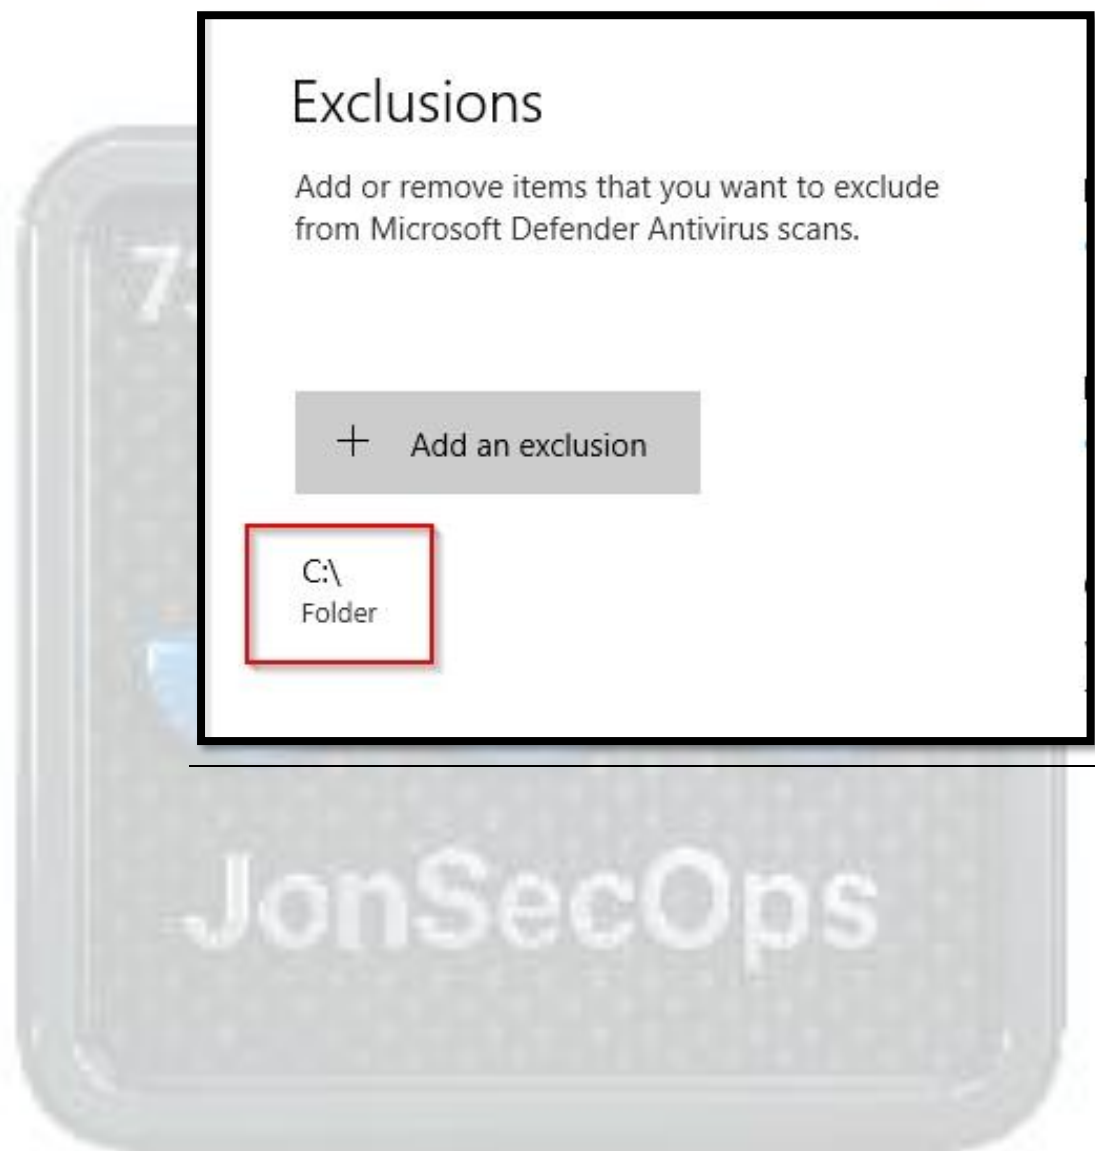 Exclusions
Add or remove items that you want to exclude
from Microsoft Defender Antivirus scans.
+ Add an exclusion
C:\
Folder
JonSecOps